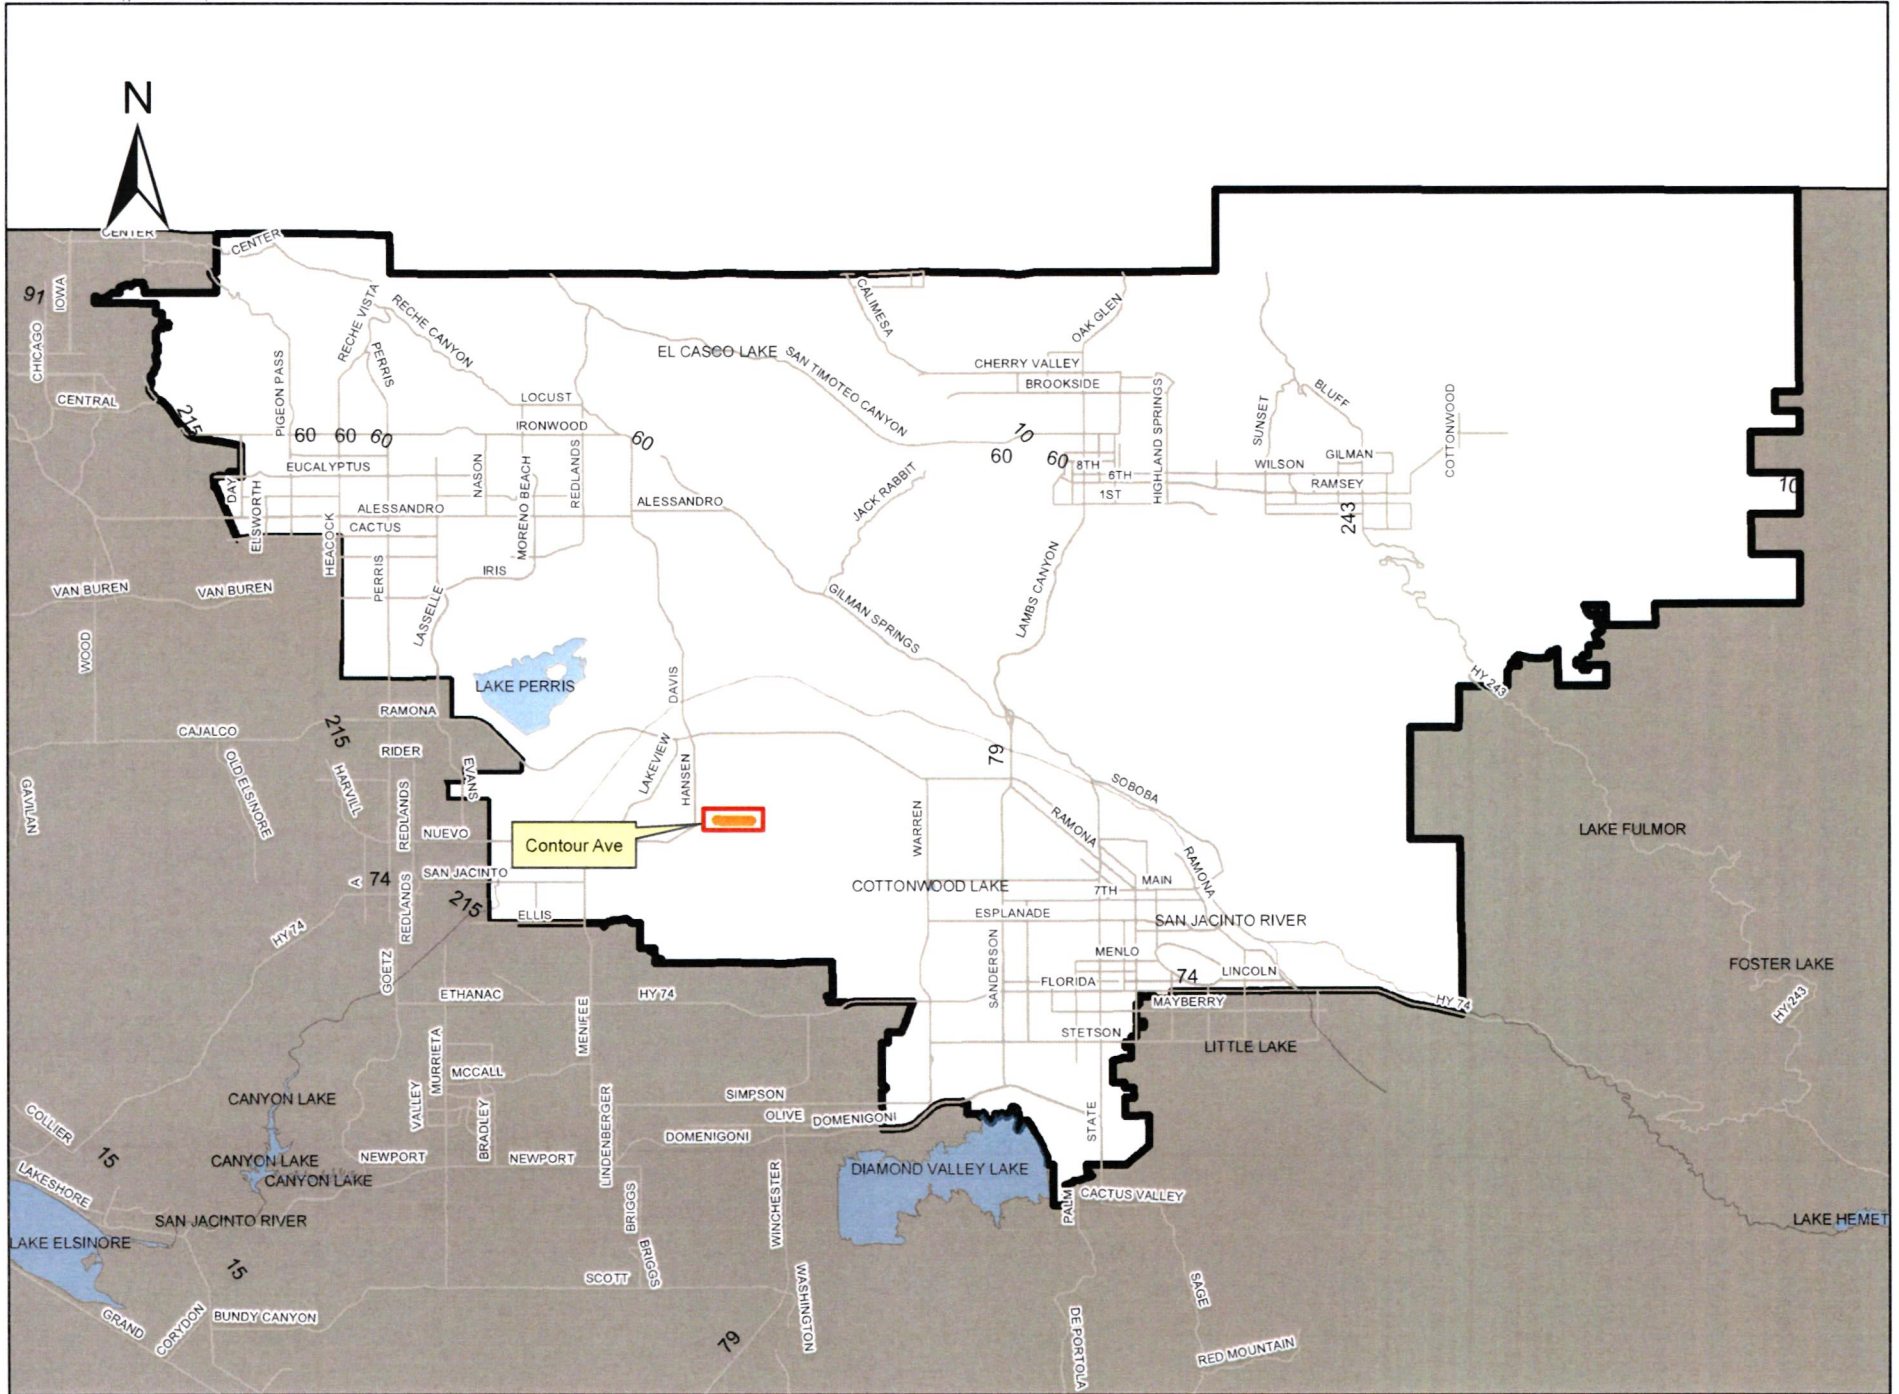 N
CENTER
CENTER
91
IOWA
CHICAGO
CENTRAL
215
PIGEON PASS
RECHE VISTA
PERRIS
RECHE CANYON
LOCUST
IRONWOOD
60
60
60
60
EL CASCO LAKE
SAN TIMOTEO CANYON
CALIMESA
OAK GLEN
CHERRY VALLEY
BROOKSIDE
HIGHLAND SPRINGS
10
60
60
8TH
6TH
1ST
SUNSET
BLUFF
COTTONWOOD
GILMAN
WILSON
RAMSEY
243
10
EUCALYPTUS
DAY
ELSWORTH
HEACOCK
NASON
MORENO BEACH
REDLANDS
ALESSANDRO
ALESSANDRO
CACTUS
PERRIS
IRIS
LASSELLE
JACK RABBIT
GILMAN SPRINGS
LAMBS CANYON
VAN BUREN
VAN BUREN
WOOD
LAKE PERRIS
DAVIS
HY 243
RAMONA
CAJALCO
215
RIDER
OLD ELSINORE
HARVILL
REDLANDS
EVANS
LAKEVIEW
HANSEN
79
SOBOBA
GAVILAN
NUEVO
Contour Ave
WARREN
RAMONA
RAMONA
LAKE FULMOR
A
74
SAN JACINTO
REDLANDS
215
COTTONWOOD LAKE
7TH
MAIN
ELLIS
ESPLANADE
SAN JACINTO RIVER
HY 74
GOETZ
SANDERSON
MENLO
FLORIDA
74
LINCOLN
FOSTER LAKE
ETHANAC
MENIFEE
HY 74
MAYBERRY
HY 74
HY 243
STETSON
LITTLE LAKE
MURRIETA
MCCALL
VALLEY
BRADLEY
CANYON LAKE
LINDENBERGER
SIMPSON
OLIVE
DOMENIGONI
DOMENIGONI
STATE
COLLIER
15
CANYON LAKE
CANYON LAKE
NEWPORT
NEWPORT
DIAMOND VALLEY LAKE
LAKESHORE
BRIGGS
WINCHESTER
PALM
CACTUS VALLEY
SAN JACINTO RIVER
LAKE HEMET
LAKE ELSINORE
15
BRIGGS
SCOTT
WASHINGTON
SAGE
GRAND
CORYDON
BUNDY CANYON
79
DE PORTOLA
RED MOUNTAIN